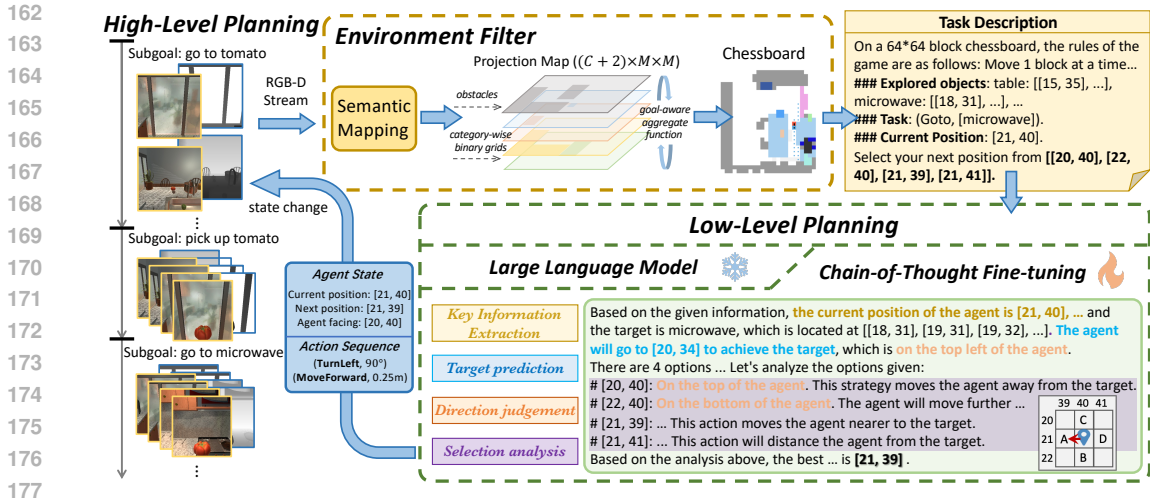 162
163
164
165
166
167
168
169
170
171
172
173
174
175
176
177
High-Level Planning
Subgoal: go to tomato
RGB-D
Stream
state change
...
Subgoal: pick up tomato
Subgoal: go to microwave
...
Environment Filter
Semantic
Mapping
Projection Map ((C + 2)×M×M)
obstacles
category-wise
binary grids
goal-aware
aggregate
function
Chessboard
Task Description
On a 64*64 block chessboard, the rules of the
game are as follows: Move 1 block at a time…
### Explored objects: table: [[15, 35], ...],
microwave: [[18, 31], ...], …
### Task: (Goto, [microwave]).
### Current Position: [21, 40].
Select your next position from [[20, 40], [22,
40], [21, 39], [21, 41]].
Agent State
Current position: [21, 40]
Next position: [21, 39]
Agent facing: [20, 40]
Action Sequence
(TurnLeft, 90°)
(MoveForward, 0.25m)
Low-Level Planning
Large Language Model
Chain-of-Thought Fine-tuning
Key Information
Extraction
Target prediction
Direction judgement
Selection analysis
Based on the given information, the current position of the agent is [21, 40], … and
the target is microwave, which is located at [[18, 31], [19, 31], [19, 32], ...]. The agent
will go to [20, 34] to achieve the target, which is on the top left of the agent.
There are 4 options ... Let's analyze the options given:
# [20, 40]: On the top of the agent. This strategy moves the agent away from the target.
# [22, 40]: On the bottom of the agent. The agent will move further …
# [21, 39]: ... This action moves the agent nearer to the target.
# [21, 41]: ... This action will distance the agent from the target.
Based on the analysis above, the best ... is [21, 39] .
39 40 41
20 C
21 A D
22 B